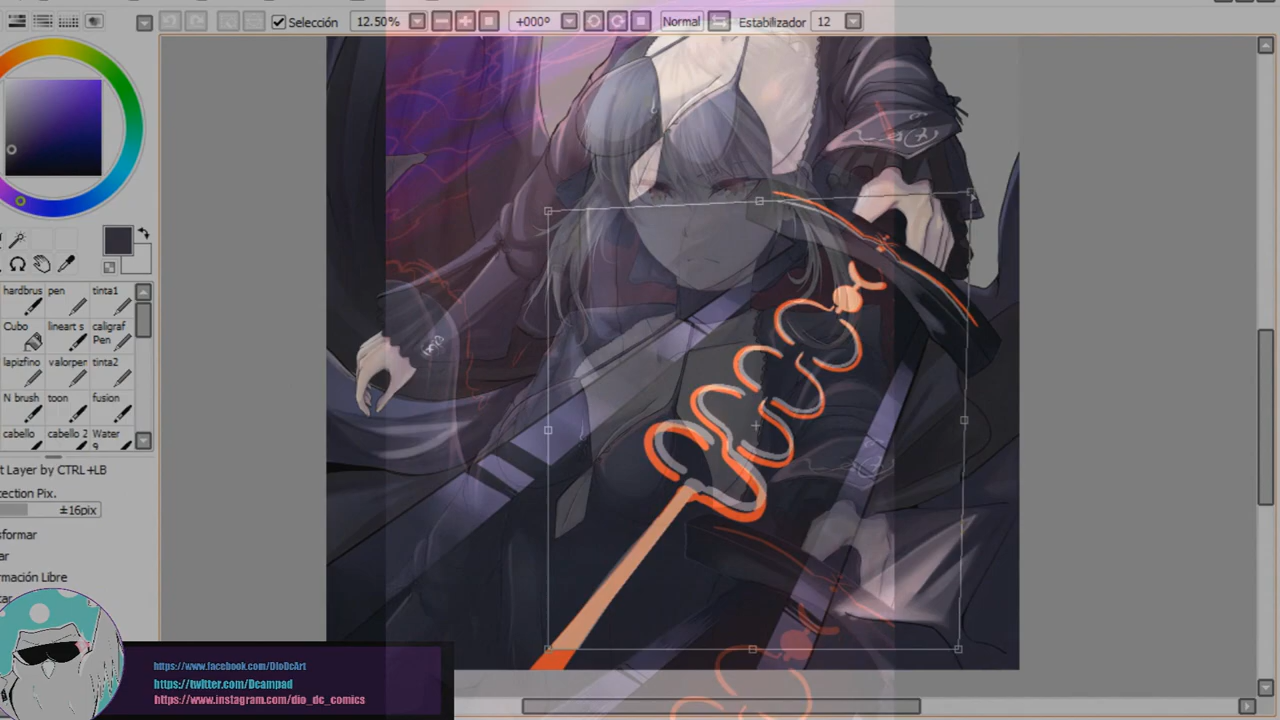 Selección 12.50% +000º Normal Estabilizador 12
hardbrus pen tinta1
Cubo lineart s caligraf
Pen
lapizfino valorper tinta2
N brush toon fusion
cabello cabello 2 Water
t Layer by CTRL+LB
ection Pix.
±16pix
sformar
ar
rmación Libre
https://www.facebook.com/DioDcArt
https://twitter.com/Dcampad
https://www.instagram.com/dio_dc_comics